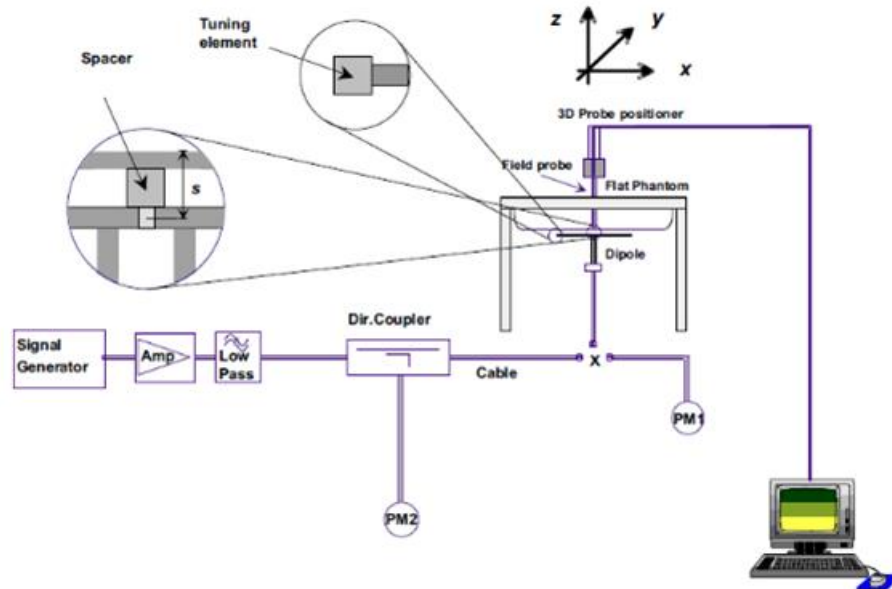 Tuning
element
Spacer
s
z
y
x
3D Probe positioner
Field probe
Flat Phantom
Dipole
Signal
Generator
Amp
Low
Pass
Dir.Coupler
Cable
X
PM1
PM2